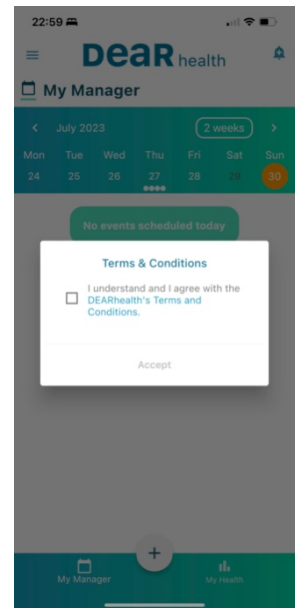 22:59
DeaR health
My Manager
July 2023
2 weeks
Mon Tue Wed Thu Fri Sat Sun
24 25 26 27 28 29 30
No events scheduled today
Terms & Conditions
I understand and I agree with the
DEARhealth's Terms and
Conditions.
Accept
+
My Manager
My Health